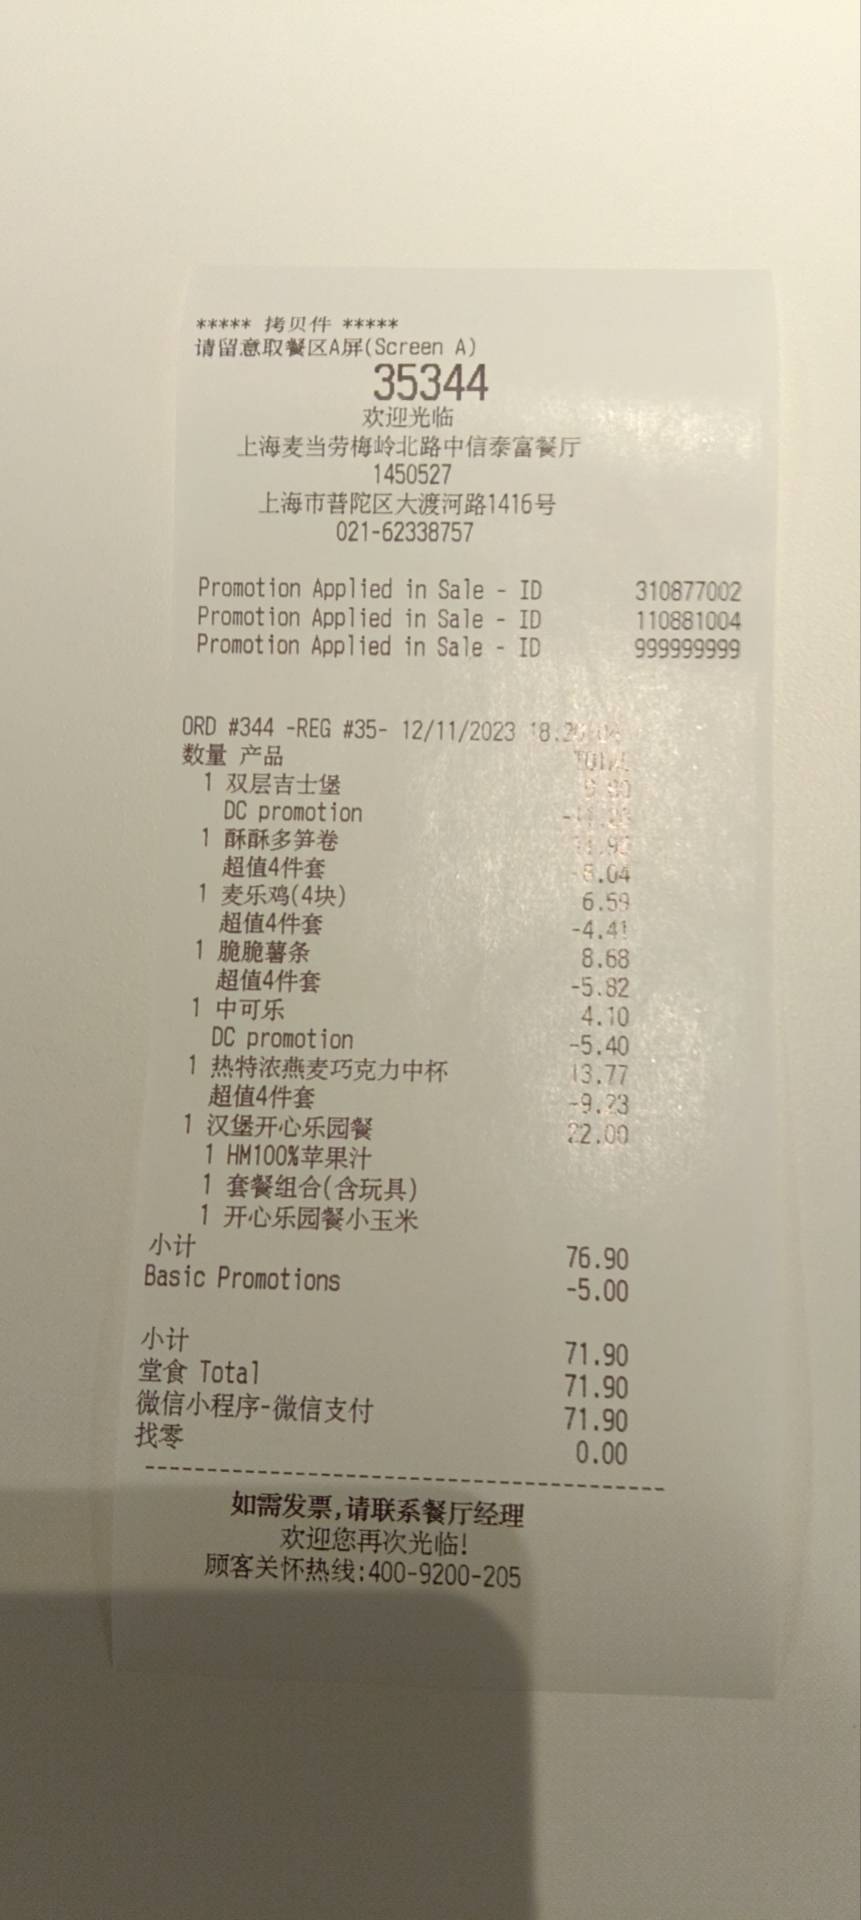 ***** 拷贝件 *****
请留意取餐区A屏(Screen A)
35344
欢迎光临
上海麦当劳梅岭北路中信泰富餐厅
1450527
上海市普陀区大渡河路1416号
021-62338757
Promotion Applied in Sale - ID 310877002
Promotion Applied in Sale - ID 110881004
Promotion Applied in Sale - ID 999999999
ORD #344 -REG #35- 12/11/2023
数量 产品 TOTAL
1 双层吉士堡
DC promotion
1 酥酥多笋卷
超值4件套
1 麦乐鸡(4块) 6.59
超值4件套 -4.41
1 脆脆薯条 8.68
超值4件套 -5.82
1 中可乐 4.10
DC promotion -5.40
1 热特浓燕麦巧克力中杯 13.77
超值4件套 -9.23
1 汉堡开心乐园餐 22.00
1 HM100%苹果汁
1 套餐组合(含玩具)
1 开心乐园餐小玉米
小计 76.90
Basic Promotions -5.00
小计 71.90
堂食 Total 71.90
微信小程序-微信支付 71.90
找零 0.00
如需发票,请联系餐厅经理
欢迎您再次光临!
顾客关怀热线:400-9200-205